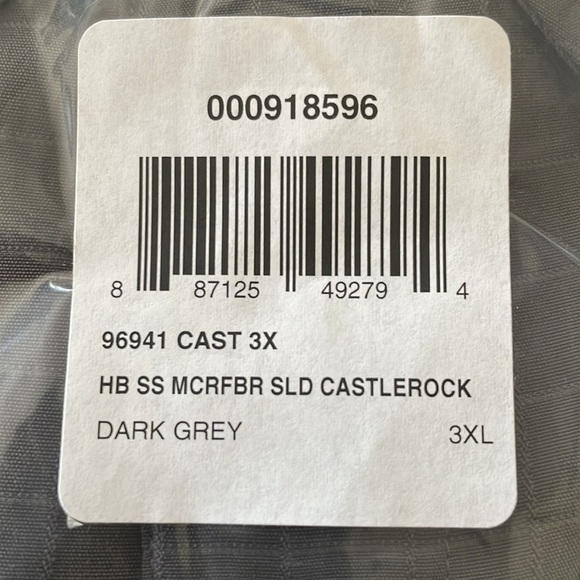 000918596
8 87125 49279 4
96941 CAST 3X
HB SS MCRFBR SLD CASTLEROCK
DARK GREY 3XL